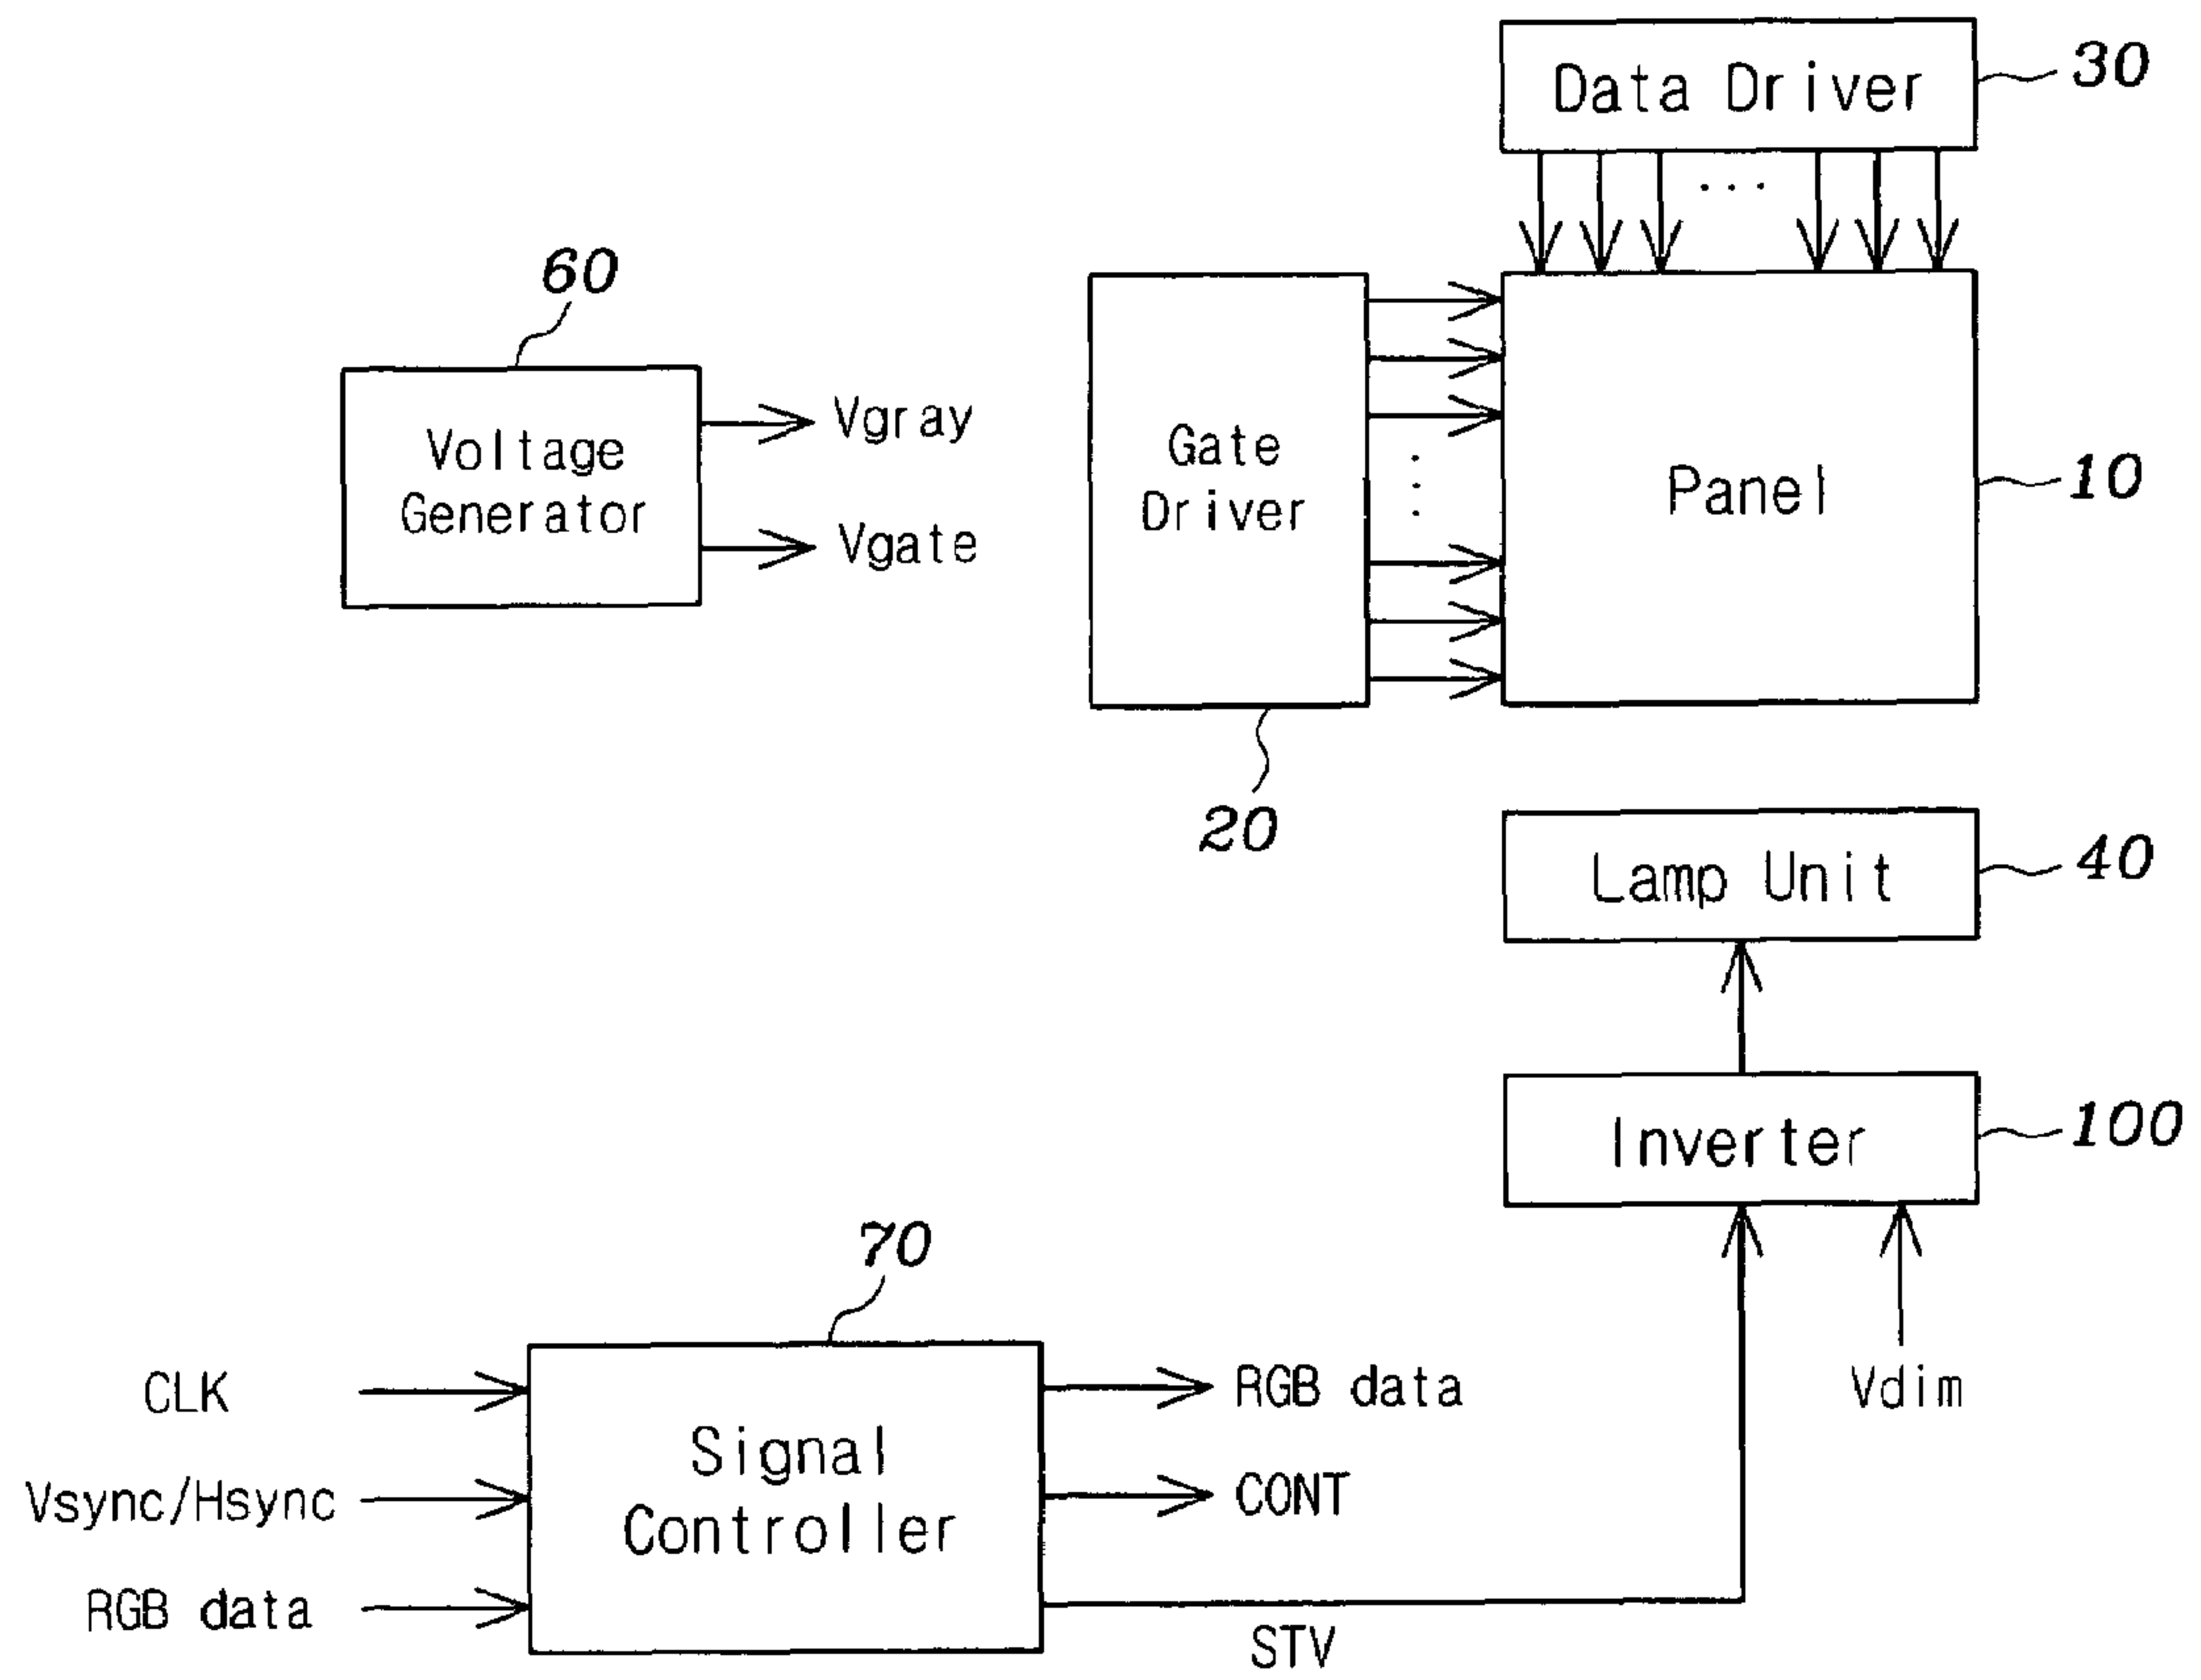 Data Driver
30
60
Voltage
Generator
Vgray
Vgate
Gate
Driver
20
Panel
10
Lamp Unit
40
Inverter
100
Vdim
70
CLK
Vsync/Hsync
RGB data
Signal
Controller
RGB data
CONT
STV